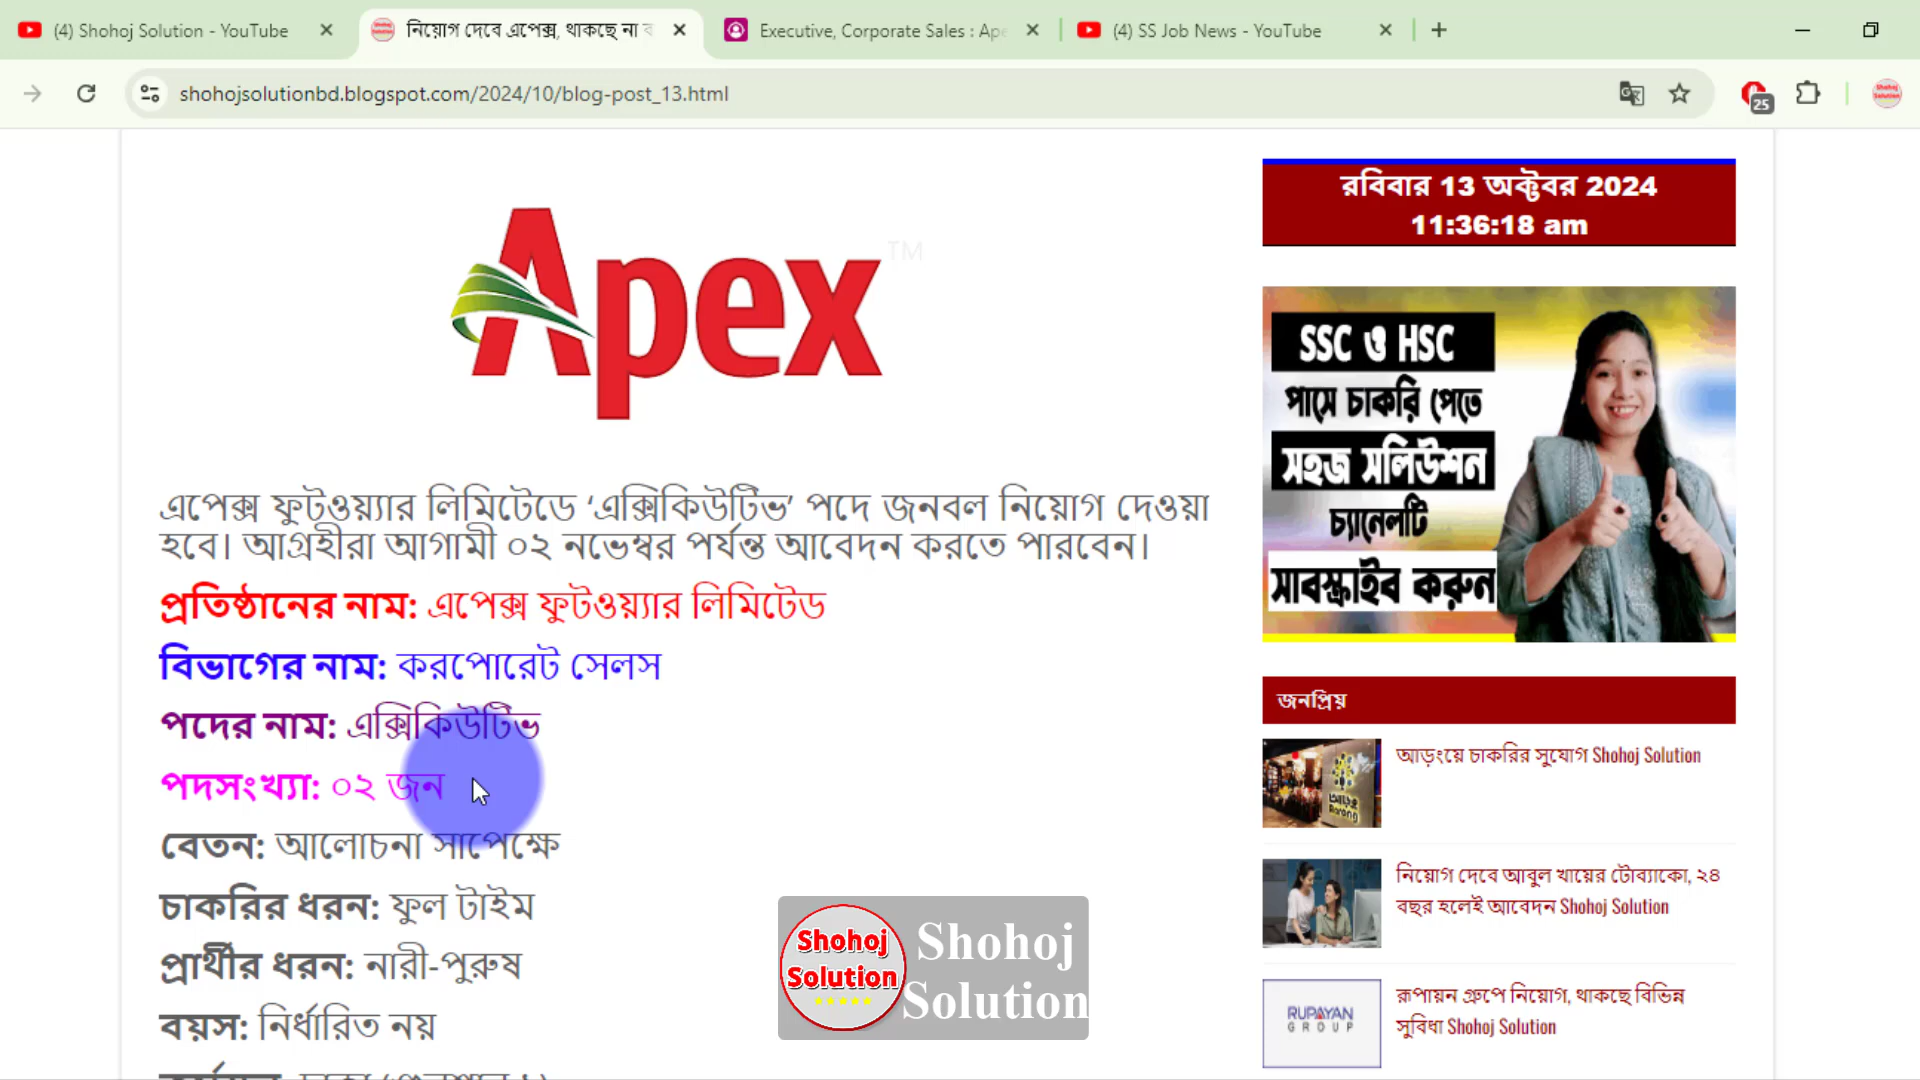 (4) Shohoj Solution - YouTube
নিয়োগ দেবে এপেক্স, থাকছে না ব
Executive, Corporate Sales : Ape
(4) SS Job News - YouTube
shohojsolutionbd.blogspot.com/2024/10/blog-post_13.html
25
Shohoj
Solution
Apex
TM
এপেক্স ফুটওয়্যার লিমিটেডে ‘এক্সিকিউটিভ’ পদে জনবল নিয়োগ দেওয়া
হবে। আগ্রহীরা আগামী ০২ নভেম্বর পর্যন্ত আবেদন করতে পারবেন।
প্রতিষ্ঠানের নাম: এপেক্স ফুটওয়্যার লিমিটেড
বিভাগের নাম: করপোরেট সেলস
পদের নাম: এক্সিকিউটিভ
পদসংখ্যা: ০২ জন
বেতন: আলোচনা সাপেক্ষে
চাকরির ধরন: ফুল টাইম
প্রার্থীর ধরন: নারী-পুরুষ
বয়স: নির্ধারিত নয়
রবিবার 13 অক্টবর 2024
11:36:18 am
SSC ও HSC
পাসে চাকরি পেতে
সহজ সলিউশন
চ্যানেলটি
সাবস্ক্রাইব করুন
জনপ্রিয়
আড়ংয়ে চাকরির সুযোগ Shohoj Solution
নিয়োগ দেবে আবুল খায়ের টোব্যাকো, ২৪
বছর হলেই আবেদন Shohoj Solution
RUPAYAN
GROUP
রূপায়ন গ্রুপে নিয়োগ, থাকছে বিভিন্ন
সুবিধা Shohoj Solution
Shohoj
Solution
Shohoj
Solution